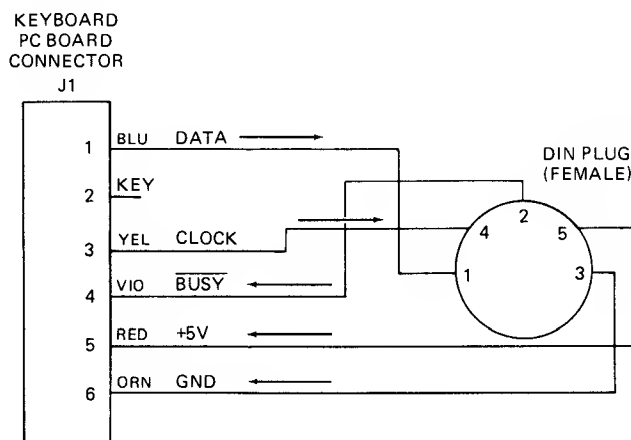 KEYBOARD
PC BOARD
CONNECTOR
J1
1 BLU DATA
2 KEY
3 YEL CLOCK
4 VIO BUSY
5 RED +5V
6 ORN GND
DIN PLUG
(FEMALE)
2
4 5
1 3